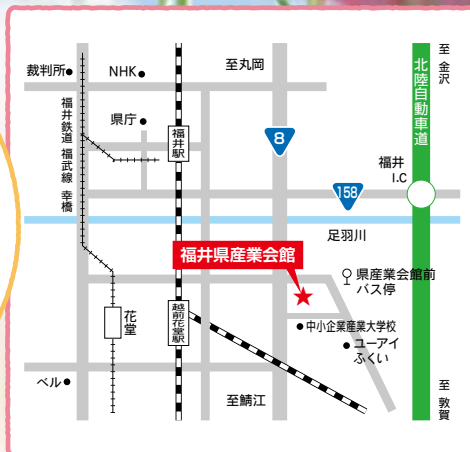 裁判所
NHK
至丸岡
至 金沢
北陸自動車道
県庁
福井鉄道 福武線 幸橋
福井駅
8
福井
I.C
158
足羽川
福井県産業会館
県産業会館前
バス停
花堂
越前花堂駅
中小企業産業大学校
ユーアイ
ふくい
ベル
至鯖江
至 敦賀